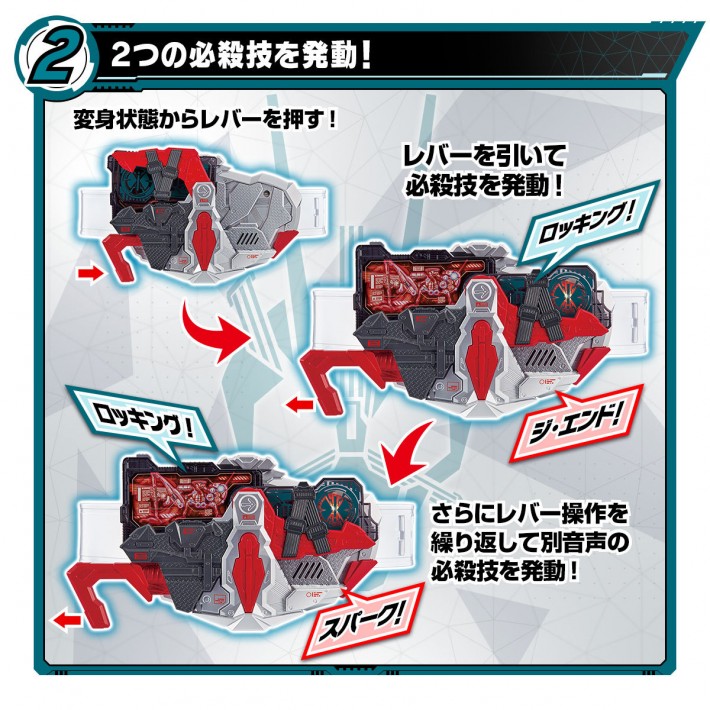 2 2つの必殺技を発動！
変身状態からレバーを押す！
レバーを引いて
必殺技を発動！
ロッキング！
ジ・エンド！
ロッキング！
さらにレバー操作を
繰り返して別音声の
必殺技を発動！
スパーク！